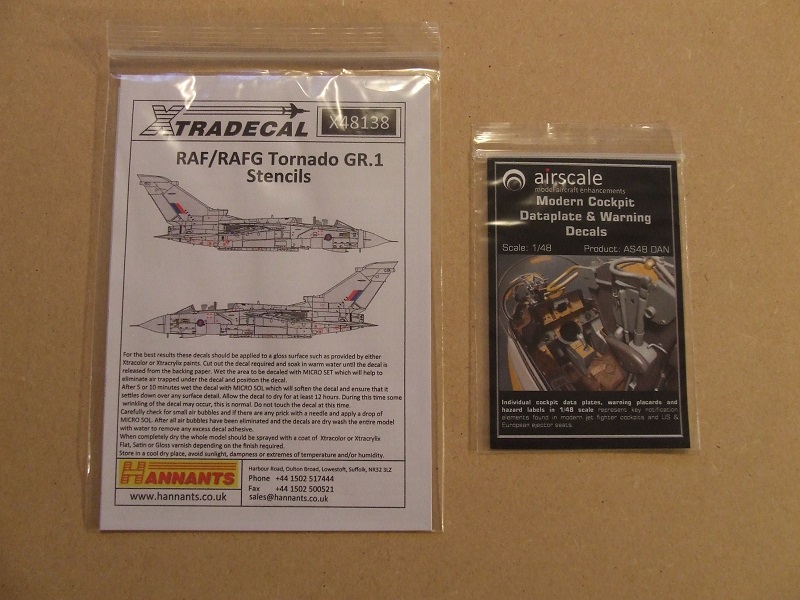 XTRADECAL
X48138
RAF/RAFG Tornado GR.1
Stencils
For the best results these decals should be applied to a gloss surface such as provided by either
Xtracolor or Xtracrylix paints. Cut out the decal required and soak in warm water until the decal is
released from the backing paper. Wet the area to be decaled with MICRO SET which will help to
eliminate air trapped under the decal and position the decal.
After 5 or 10 minutes wet the decal with MICRO SOL which will soften the decal and ensure that it
settles down over any surface detail. Allow the decal to dry for at least 12 hours. During this time some
wrinkling of the decal may occur, this is normal. Do not touch the decal at this time.
Carefully check for small air bubbles and if there are any prick with a needle and apply a drop of
MICRO SOL. After all air bubbles have been eliminated and the decals are dry wash the entire model
with water to remove any excess decal adhesive.
When completely dry the whole model should be sprayed with a coat of Xtracolor or Xtracrylix
Flat, Satin or Gloss varnish depending on the finish required.
Store in a cool dry place, avoid sunlight, dampness or extremes of temperature and/or humidity.
HANNANTS
www.hannants.co.uk
Harbour Road, Oulton Broad, Lowestoft, Suffolk, NR32 3LZ
Phone +44 1502 517444
Fax +44 1502 500521
sales@hannants.co.uk
airscale
model aircraft enhancements
Modern Cockpit
Dataplate & Warning
Decals
Scale: 1/48 Product: AS48 DAN
Individual cockpit data plates, warning placards and
hazard labels in 1/48 scale represent key notification
elements found in modern jet fighter cockpits and US &
European ejector seats.